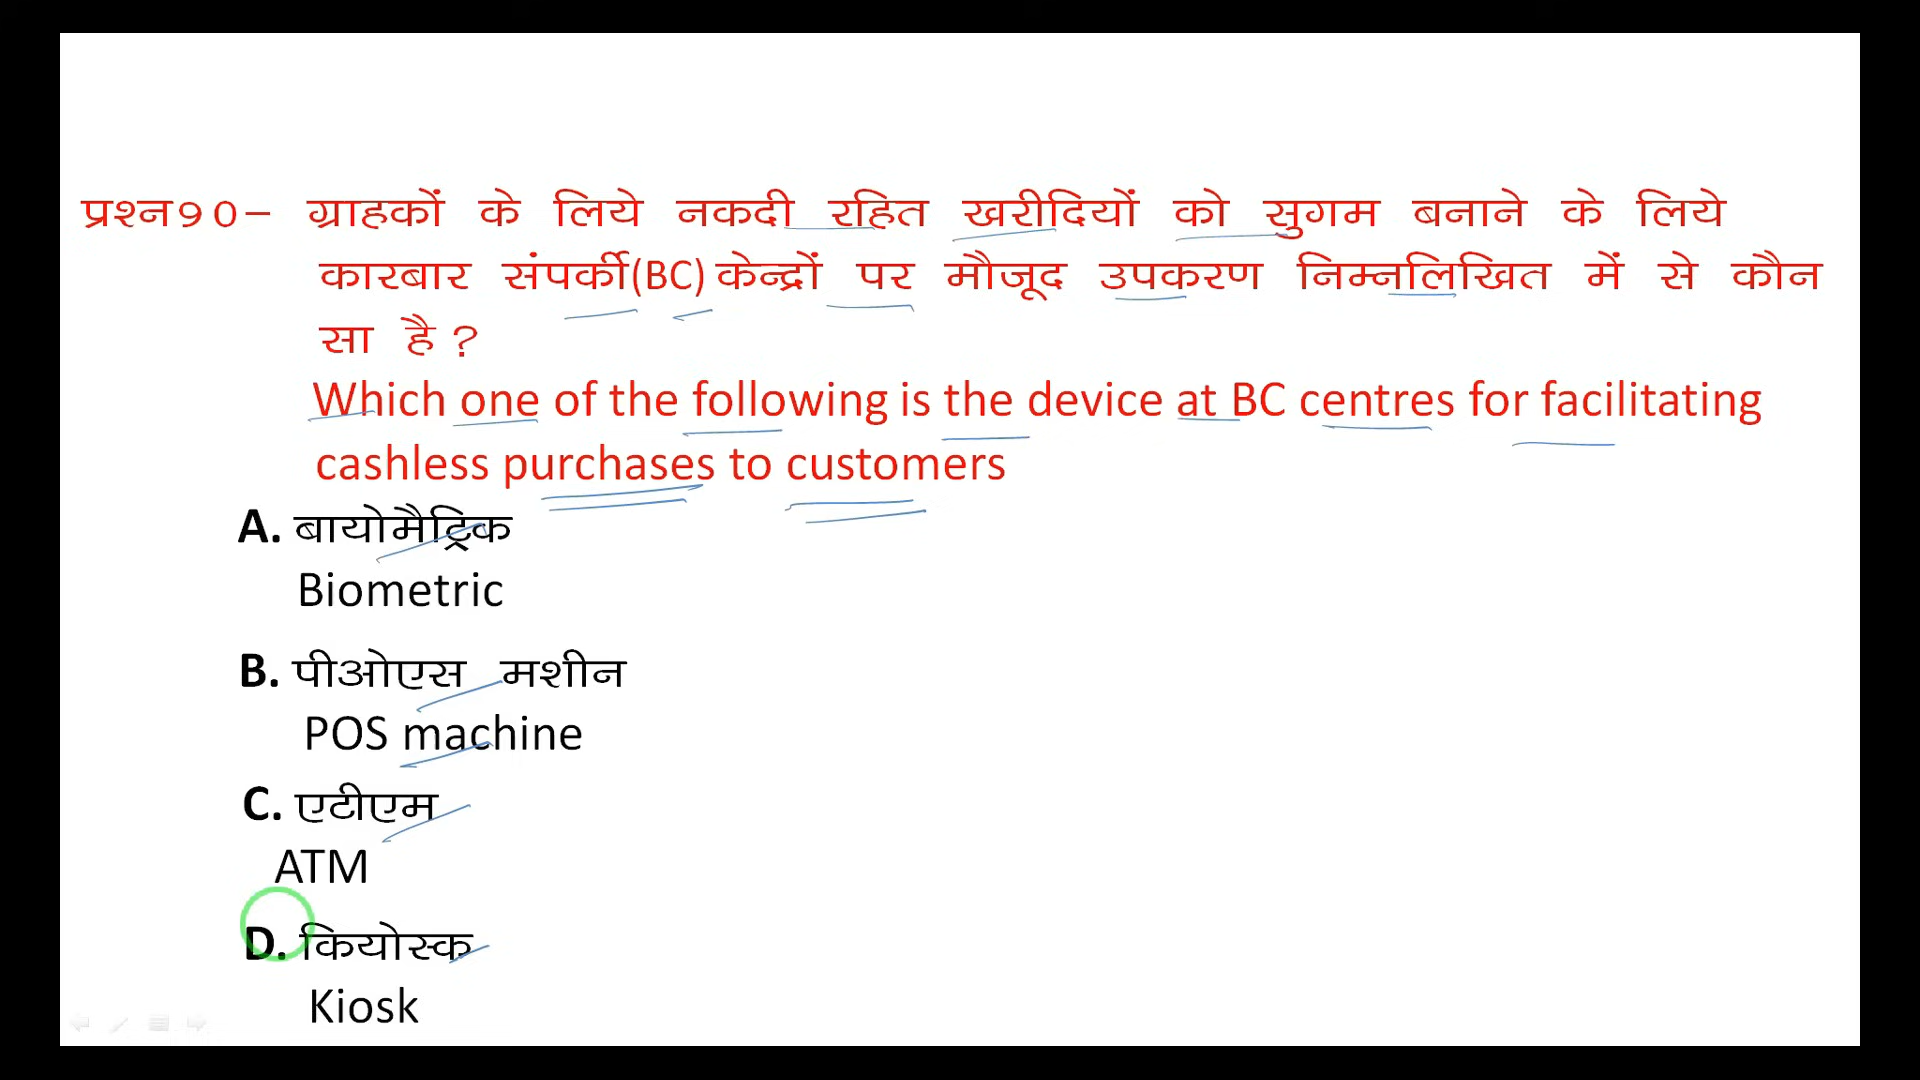 प्रश्न९०– ग्राहकों के लिये नकदी रहित खरीदियों को सुगम बनाने के लिये
कारबार संपर्की(BC) केन्द्रों पर मौजूद उपकरण निम्नलिखित में से कौन
सा है ?
Which one of the following is the device at BC centres for facilitating
cashless purchases to customers
A. बायोमैट्रिक
Biometric
B. पीओएस मशीन
POS machine
C. एटीएम
ATM
D. कियोस्क
Kiosk